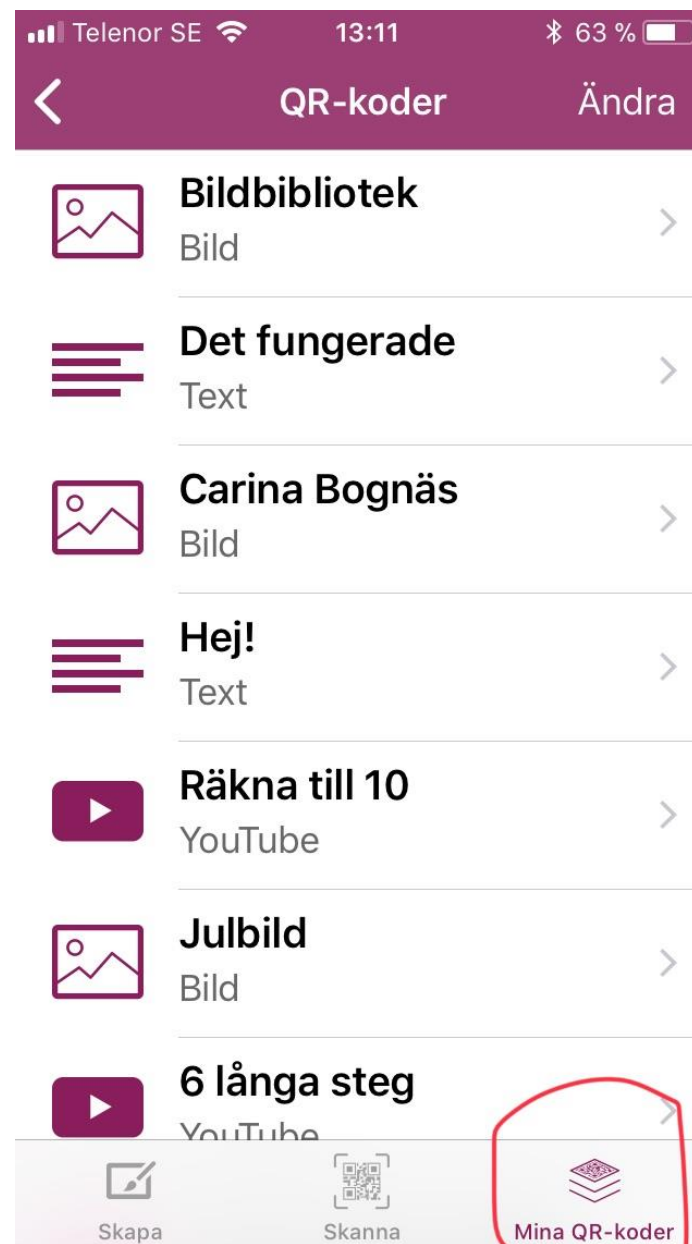 Telenor SE 13:11 63 %
QR-koder Ändra
Bildbibliotek
Bild
Det fungerade
Text
Carina Bognäs
Bild
Hej!
Text
Räkna till 10
YouTube
Julbild
Bild
6 långa steg
YouTube
Skapa Skanna Mina QR-koder